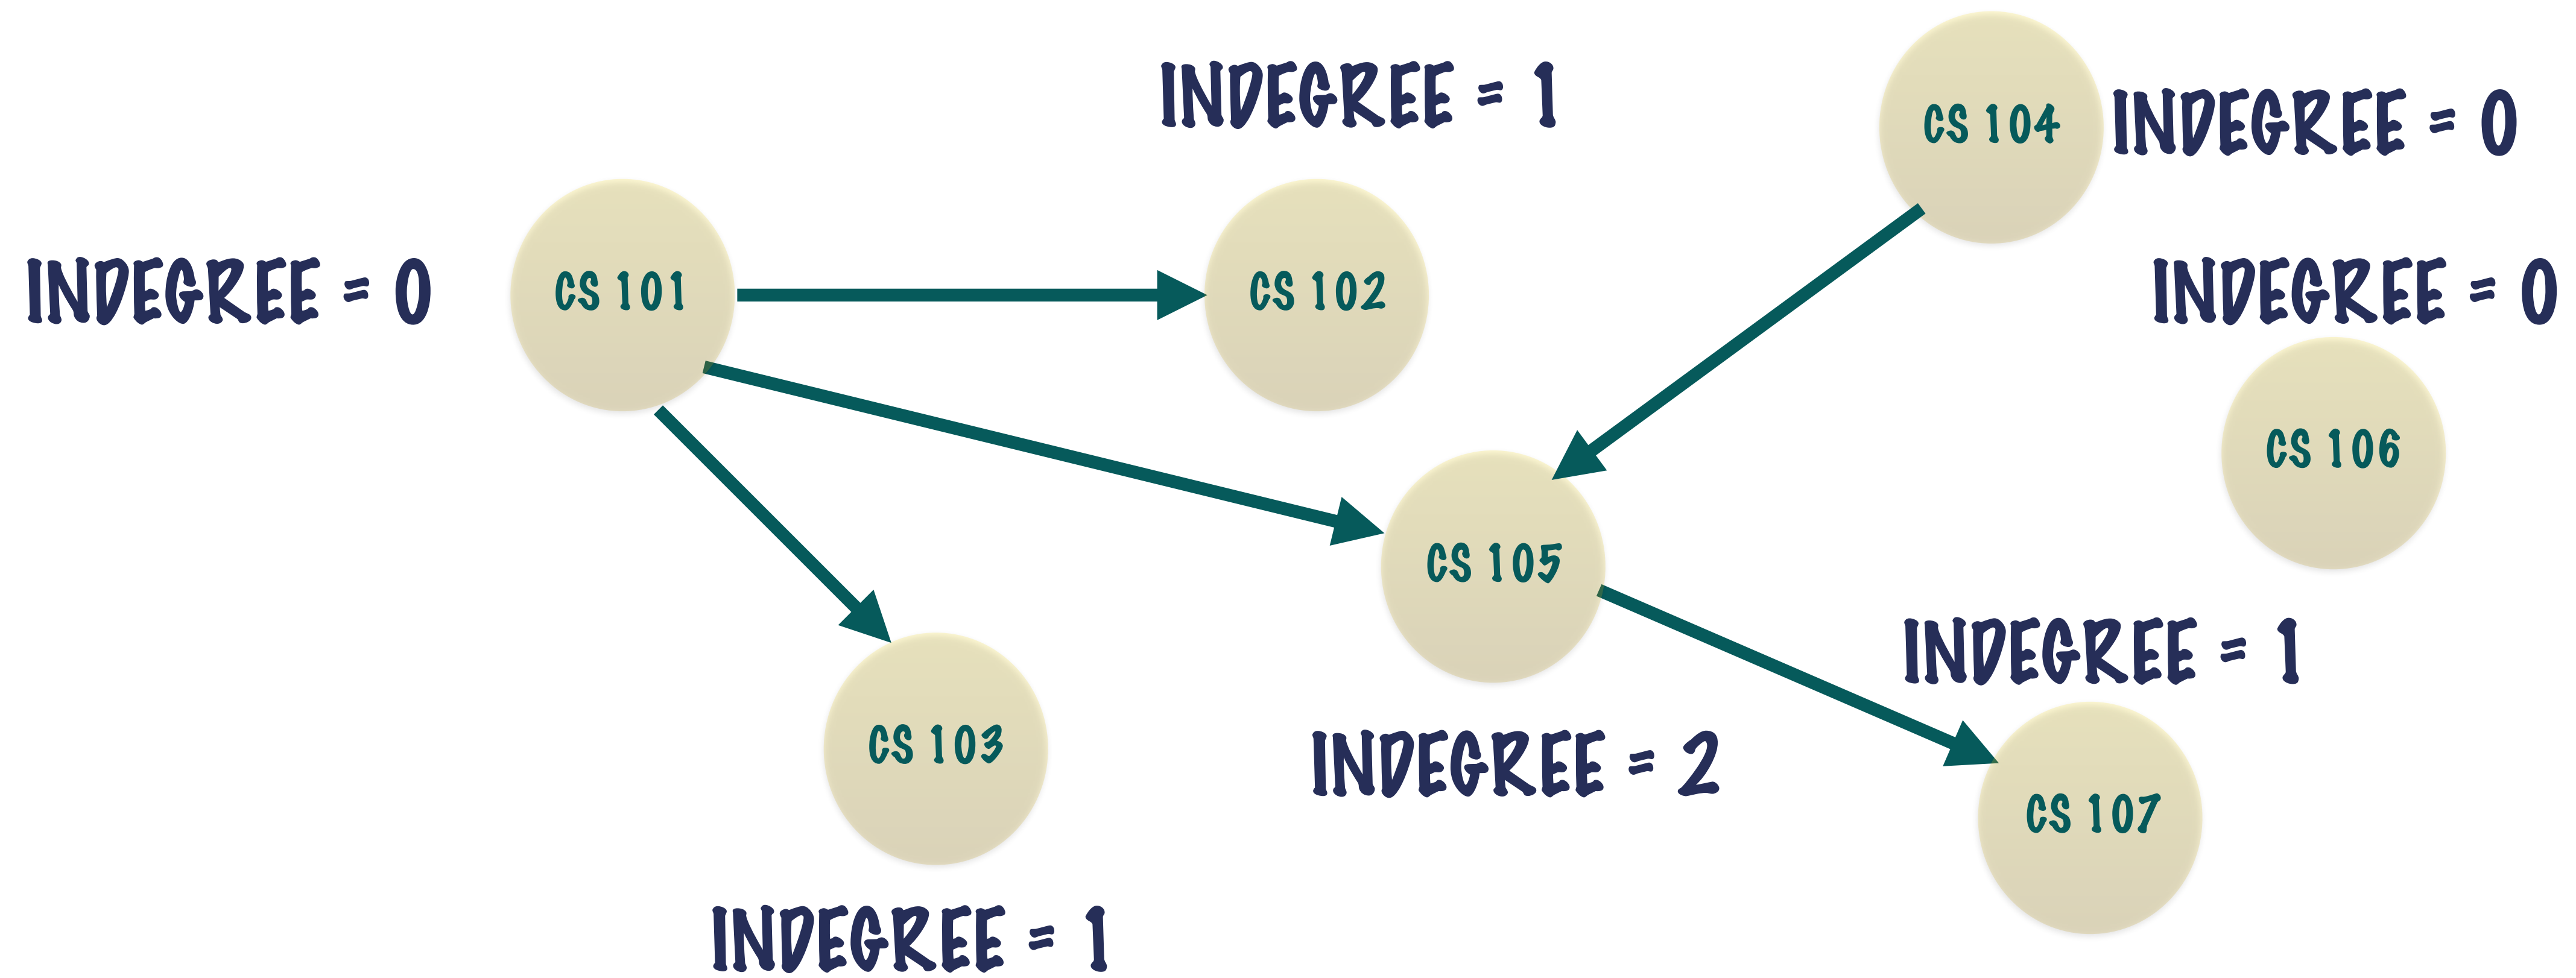 INDEGREE = 1
CS 104
INDEGREE = 0
INDEGREE = 0
CS 101
CS 102
INDEGREE = 0
CS 106
CS 105
INDEGREE = 1
CS 103
INDEGREE = 2
CS 107
INDEGREE = 1